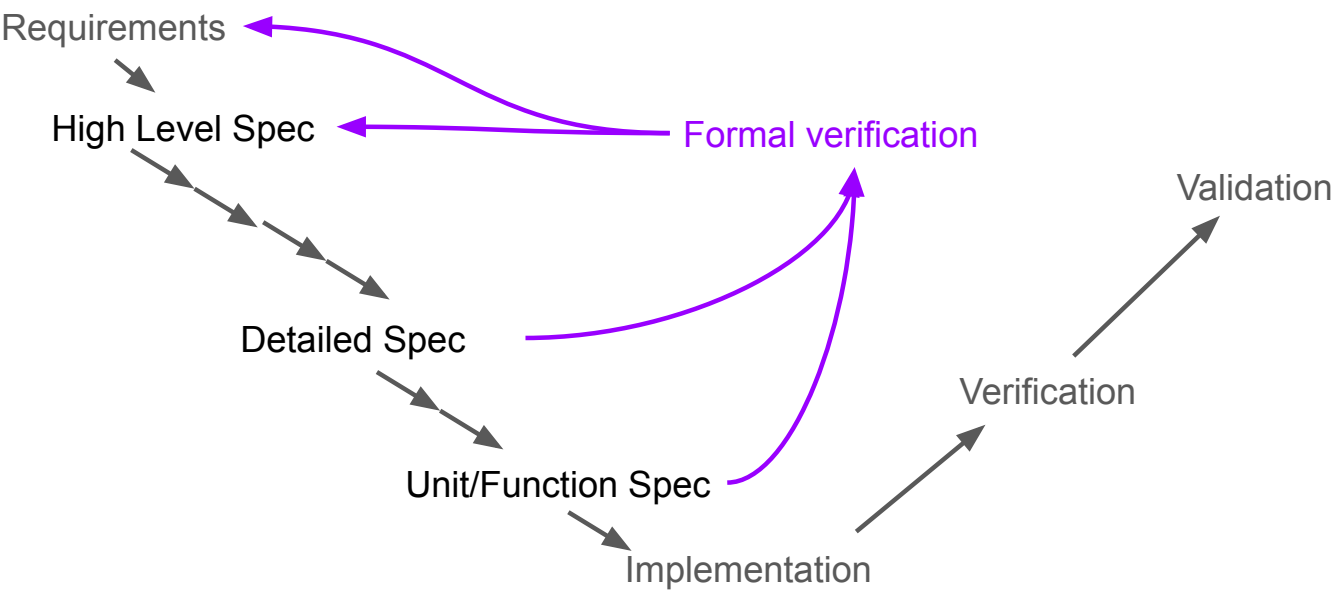 Requirements
High Level Spec
Formal verification
Validation
Detailed Spec
Verification
Unit/Function Spec
Implementation